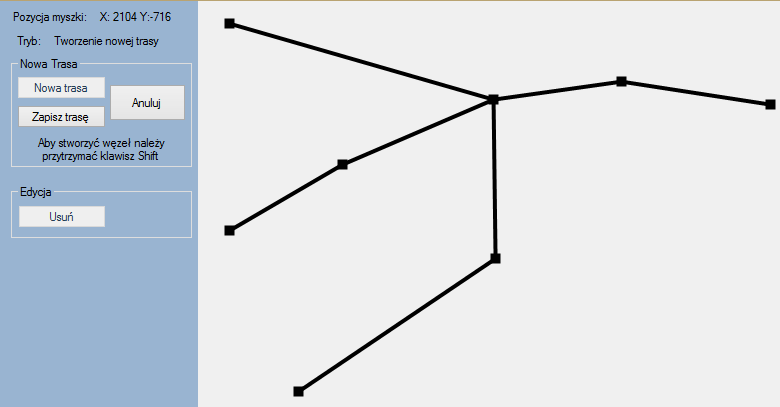 Pozycja myszki: X: 2104 Y:-716
Tryb: Tworzenie nowej trasy
Nowa Trasa
Nowa trasa
Anuluj
Zapisz trasę
Aby stworzyć węzeł należy
przytrzymać klawisz Shift
Edycja
Usuń